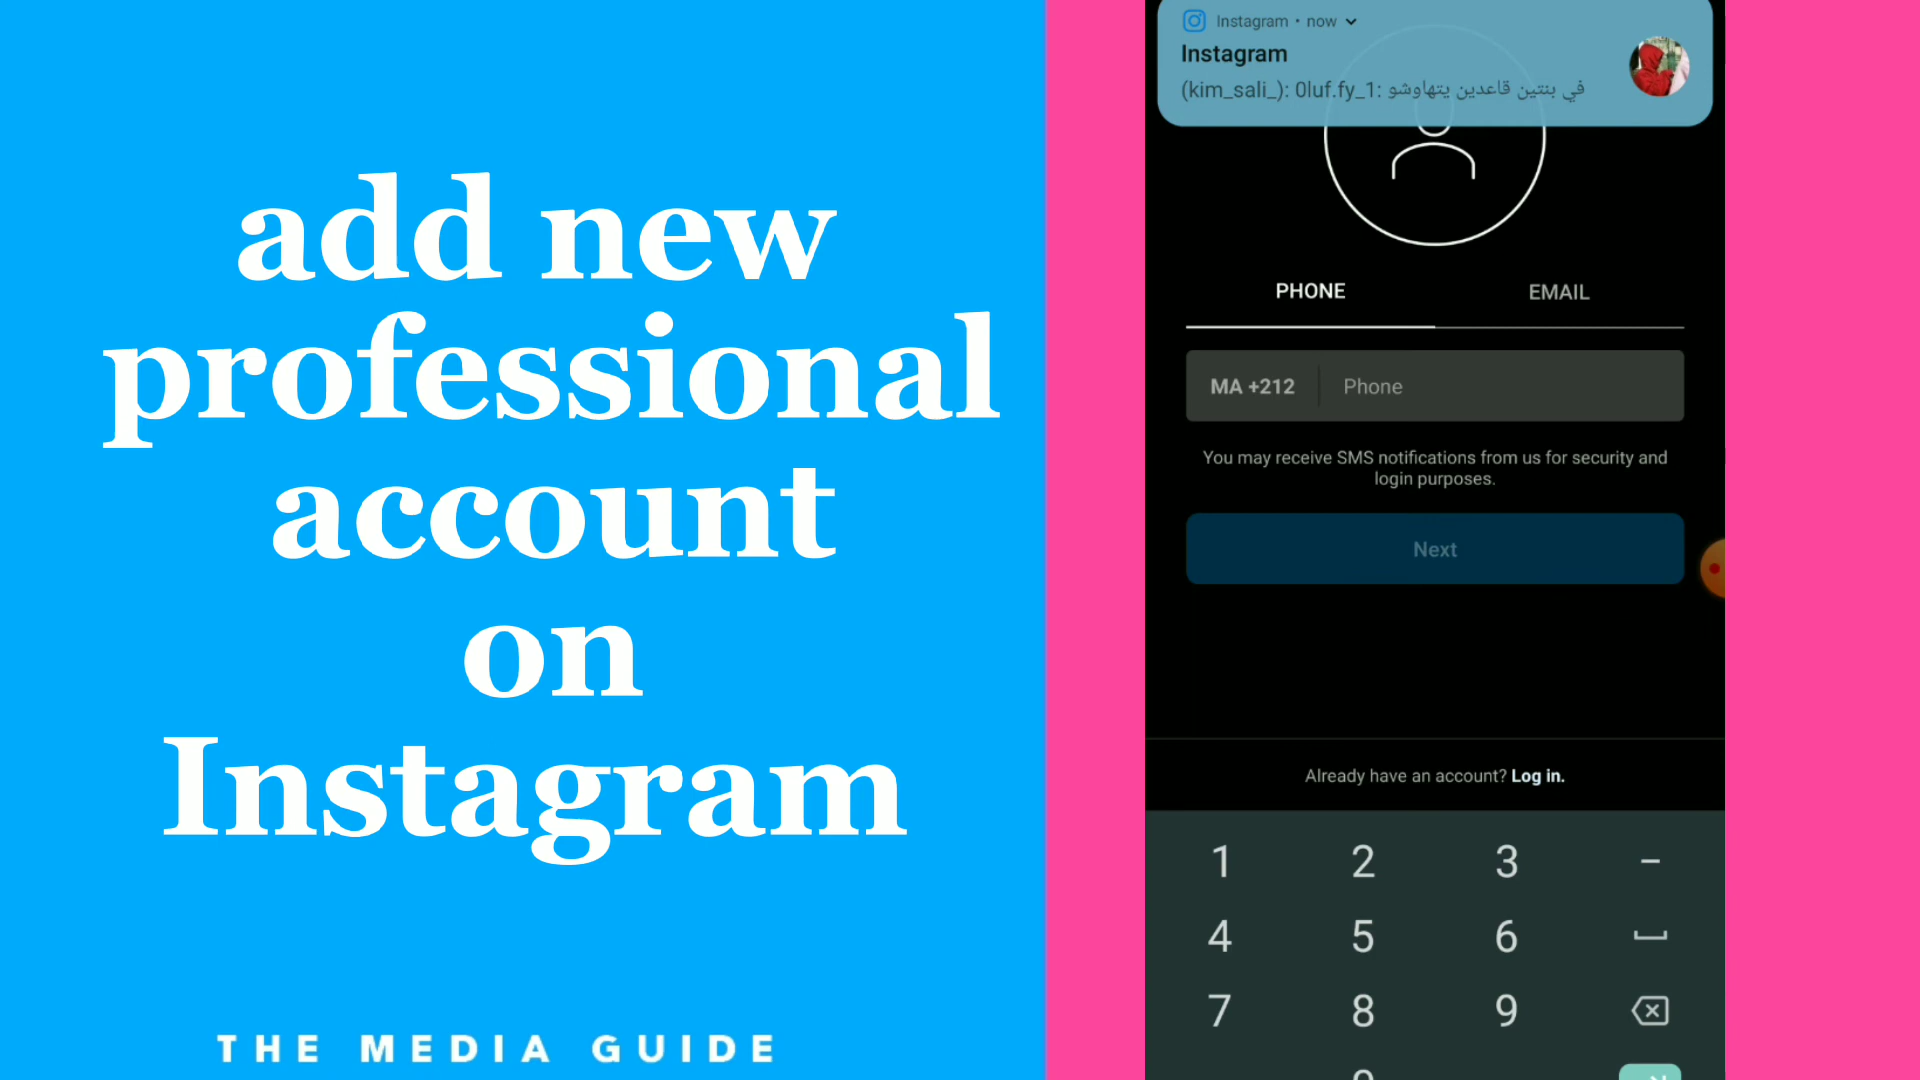 add new
professional
account
on
Instagram
THE MEDIA GUIDE
Instagram • now
Instagram
(kim_sali_): 0luf.fy_1: في بنتين قاعدين يتهاوشو
PHONE EMAIL
MA +212 Phone
You may receive SMS notifications from us for security and
login purposes.
Next
Already have an account? Log in.
1 2 3 -
4 5 6
7 8 9